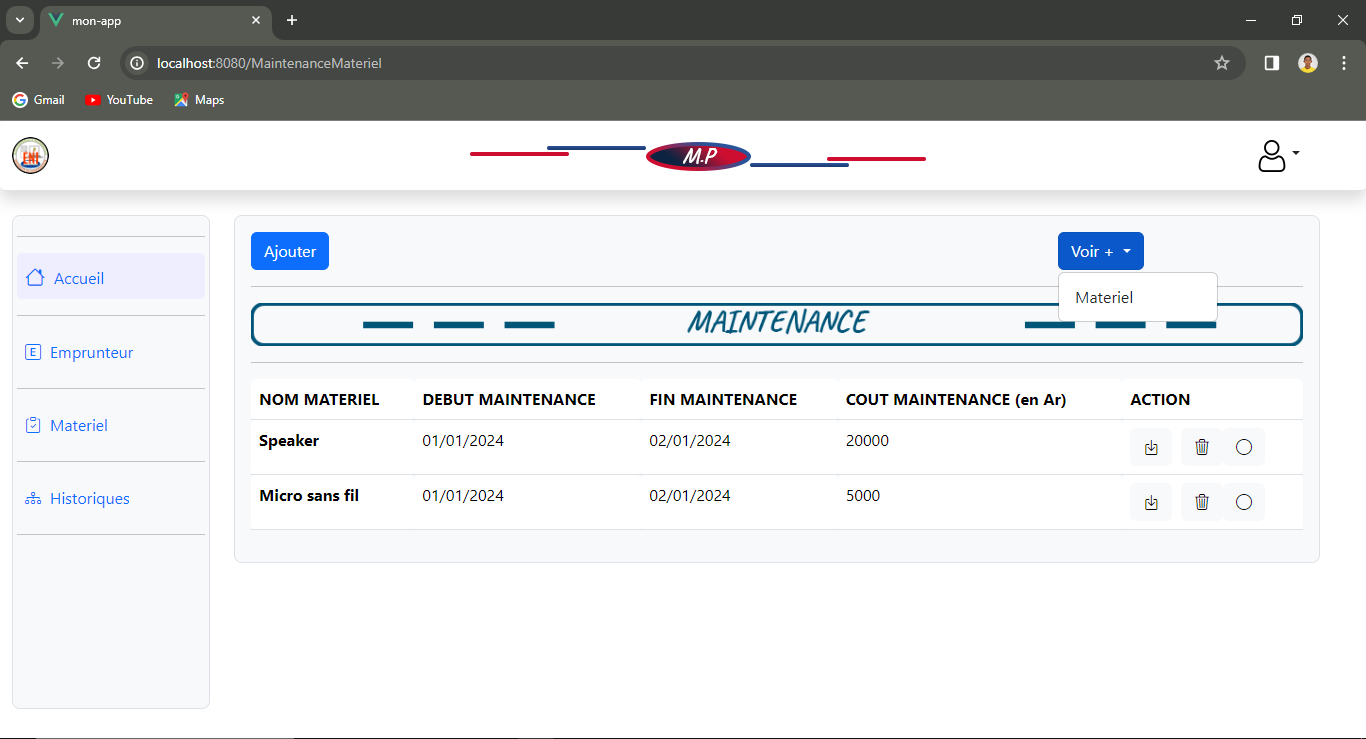 mon-app
localhost:8080/MaintenanceMateriel
Gmail YouTube Maps
M.P
Ajouter Voir +
Materiel
MAINTENANCE
Accueil
Emprunteur
Materiel
Historiques
NOM MATERIEL DEBUT MAINTENANCE FIN MAINTENANCE COUT MAINTENANCE (en Ar) ACTION
Speaker 01/01/2024 02/01/2024 20000
Micro sans fil 01/01/2024 02/01/2024 5000